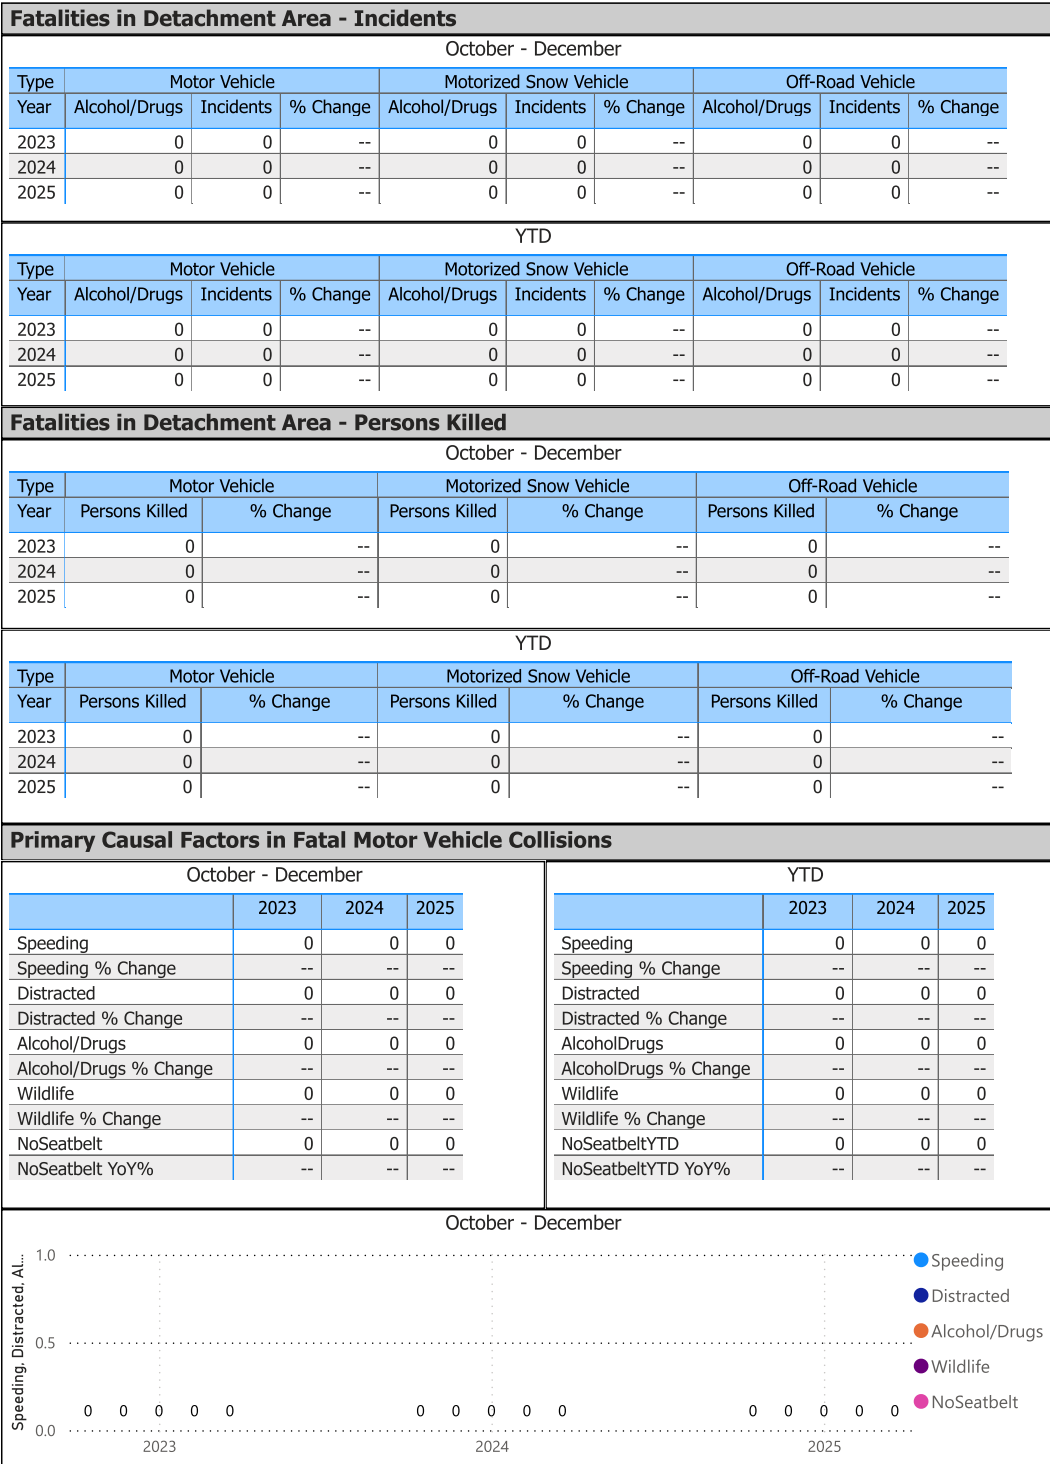 Fatalities in Detachment Area - Incidents
October - December
Type Motor Vehicle Motorized Snow Vehicle Off-Road Vehicle
Year Alcohol/Drugs Incidents % Change Alcohol/Drugs Incidents % Change Alcohol/Drugs Incidents % Change
2023 0 0 -- 0 0 -- 0 0 --
2024 0 0 -- 0 0 -- 0 0 --
2025 0 0 -- 0 0 -- 0 0 --
YTD
Type Motor Vehicle Motorized Snow Vehicle Off-Road Vehicle
Year Alcohol/Drugs Incidents % Change Alcohol/Drugs Incidents % Change Alcohol/Drugs Incidents % Change
2023 0 0 -- 0 0 -- 0 0 --
2024 0 0 -- 0 0 -- 0 0 --
2025 0 0 -- 0 0 -- 0 0 --
Fatalities in Detachment Area - Persons Killed
October - December
Type Motor Vehicle Motorized Snow Vehicle Off-Road Vehicle
Year Persons Killed % Change Persons Killed % Change Persons Killed % Change
2023 0 -- 0 -- 0 --
2024 0 -- 0 -- 0 --
2025 0 -- 0 -- 0 --
YTD
Type Motor Vehicle Motorized Snow Vehicle Off-Road Vehicle
Year Persons Killed % Change Persons Killed % Change Persons Killed % Change
2023 0 -- 0 -- 0 --
2024 0 -- 0 -- 0 --
2025 0 -- 0 -- 0 --
Primary Causal Factors in Fatal Motor Vehicle Collisions
October - December
2023 2024 2025
Speeding 0 0 0
Speeding % Change -- -- --
Distracted 0 0 0
Distracted % Change -- -- --
Alcohol/Drugs 0 0 0
Alcohol/Drugs % Change -- -- --
Wildlife 0 0 0
Wildlife % Change -- -- --
NoSeatbelt 0 0 0
NoSeatbelt YoY% -- -- --
YTD
2023 2024 2025
Speeding 0 0 0
Speeding % Change -- -- --
Distracted 0 0 0
Distracted % Change -- -- --
AlcoholDrugs 0 0 0
AlcoholDrugs % Change -- -- --
Wildlife 0 0 0
Wildlife % Change -- -- --
NoSeatbeltYTD 0 0 0
NoSeatbeltYTD YoY% -- -- --
October - December
Speeding, Distracted, Al...
1.0
0.5
0.0
0 0 0 0 0 0 0 0 0 0 0 0 0 0 0
2023 2024 2025
Speeding
Distracted
Alcohol/Drugs
Wildlife
NoSeatbelt